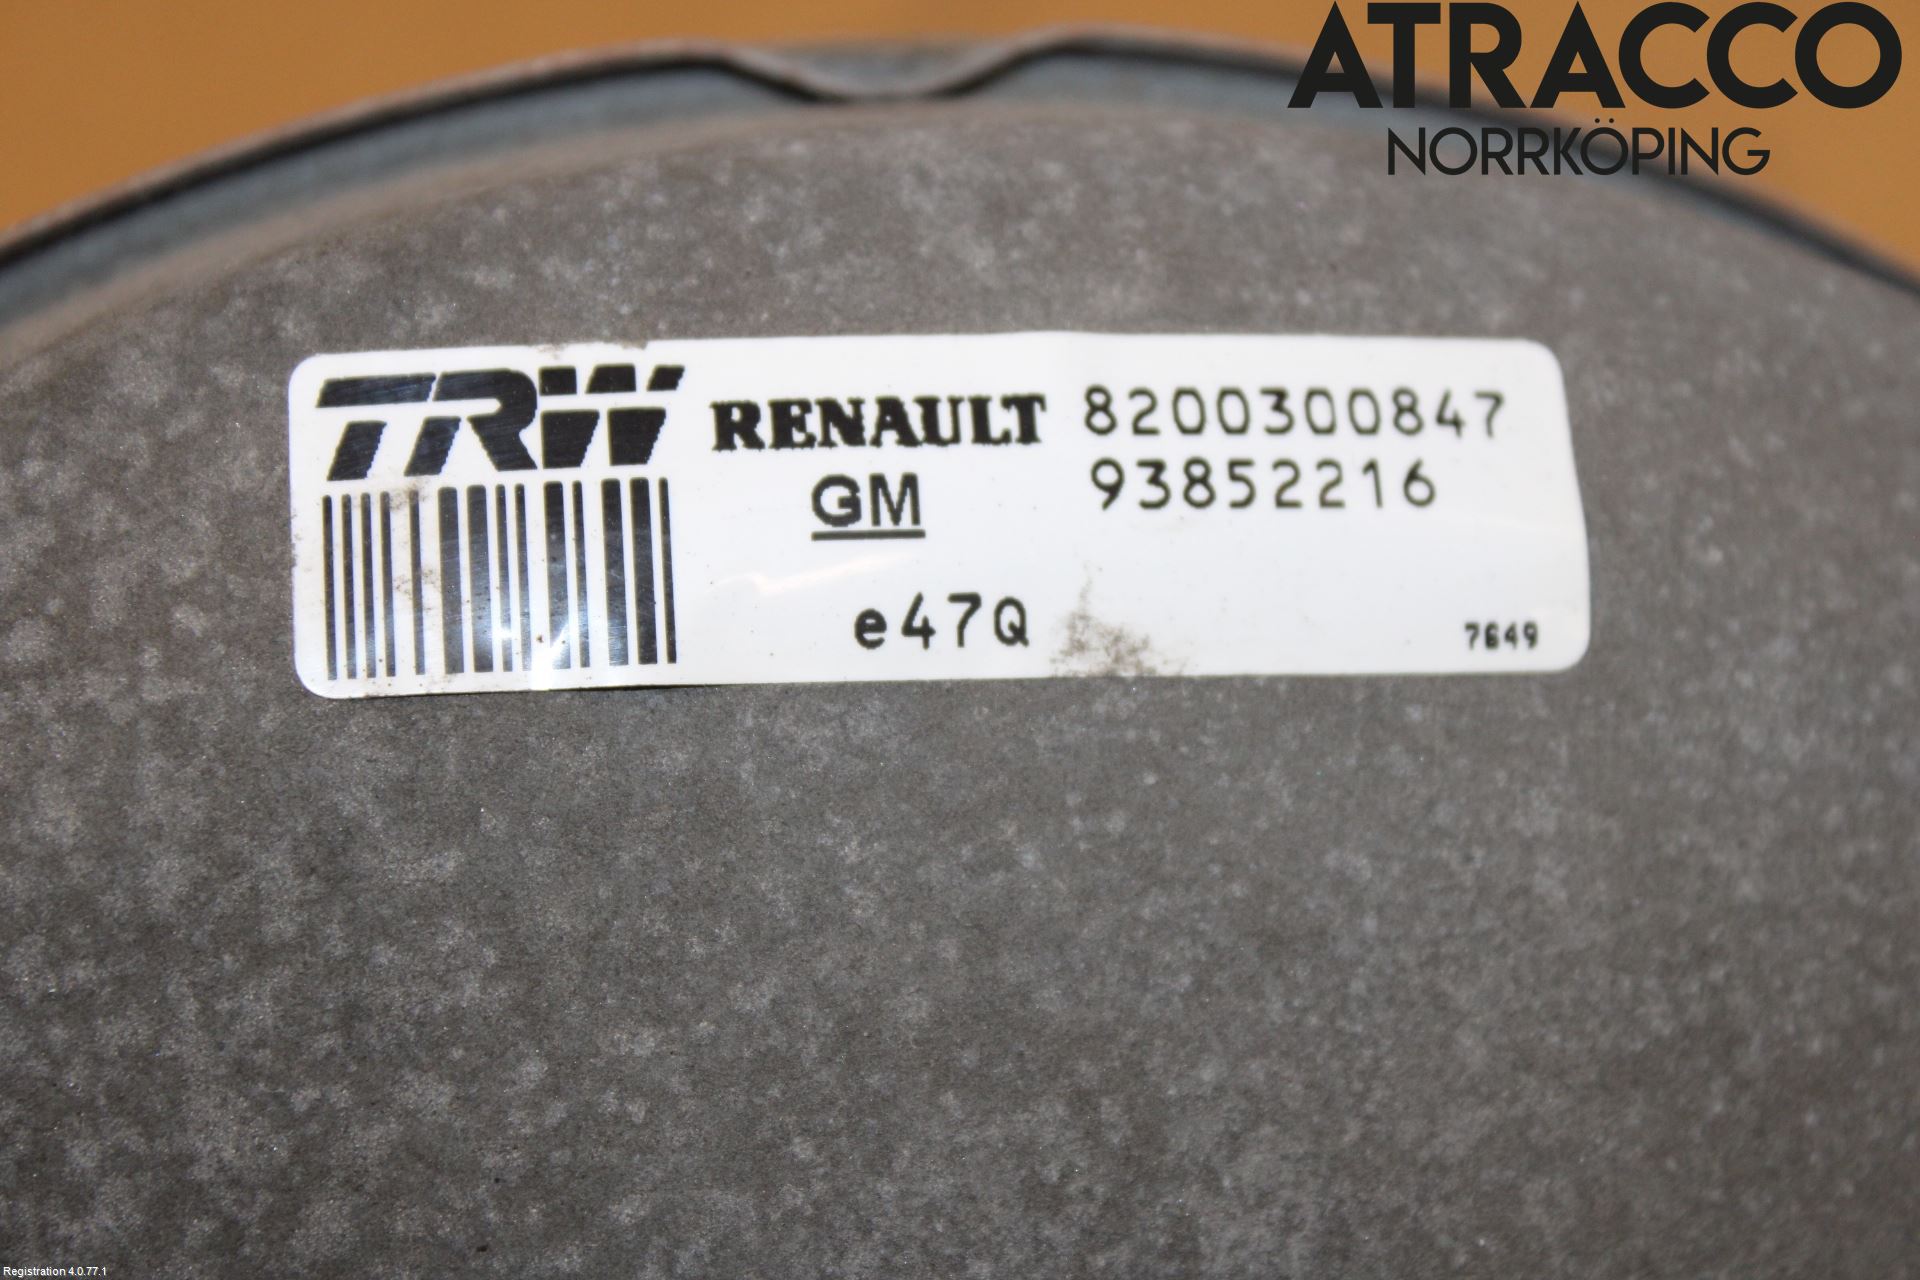 ATRACCO
NORRKÖPING
TRW RENAULT 8200300847
GM 93852216
e47Q 7649
Registration 4.0.77.1